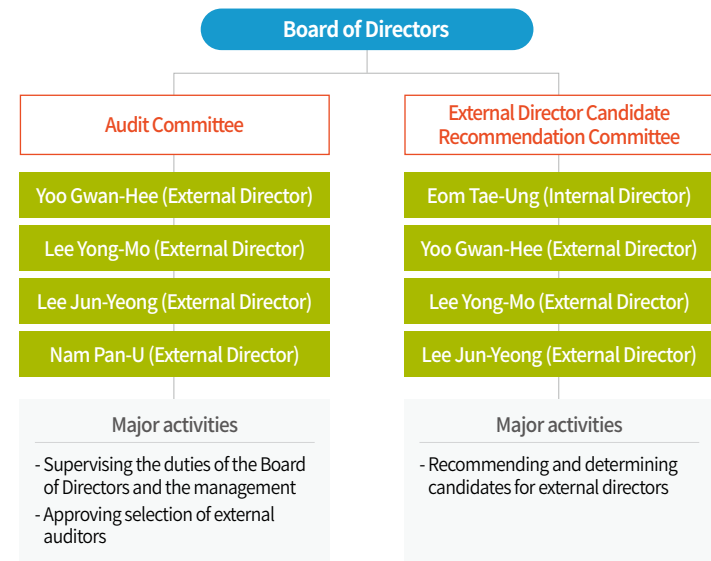 Board of Directors
Audit Committee
Yoo Gwan-Hee (External Director)
Lee Yong-Mo (External Director)
Lee Jun-Yeong (External Director)
Nam Pan-U (External Director)
Major activities
- Supervising the duties of the Board
of Directors and the management
- Approving selection of external
auditors
External Director Candidate
Recommendation Committee
Eom Tae-Ung (Internal Director)
Yoo Gwan-Hee (External Director)
Lee Yong-Mo (External Director)
Lee Jun-Yeong (External Director)
Major activities
- Recommending and determining
candidates for external directors